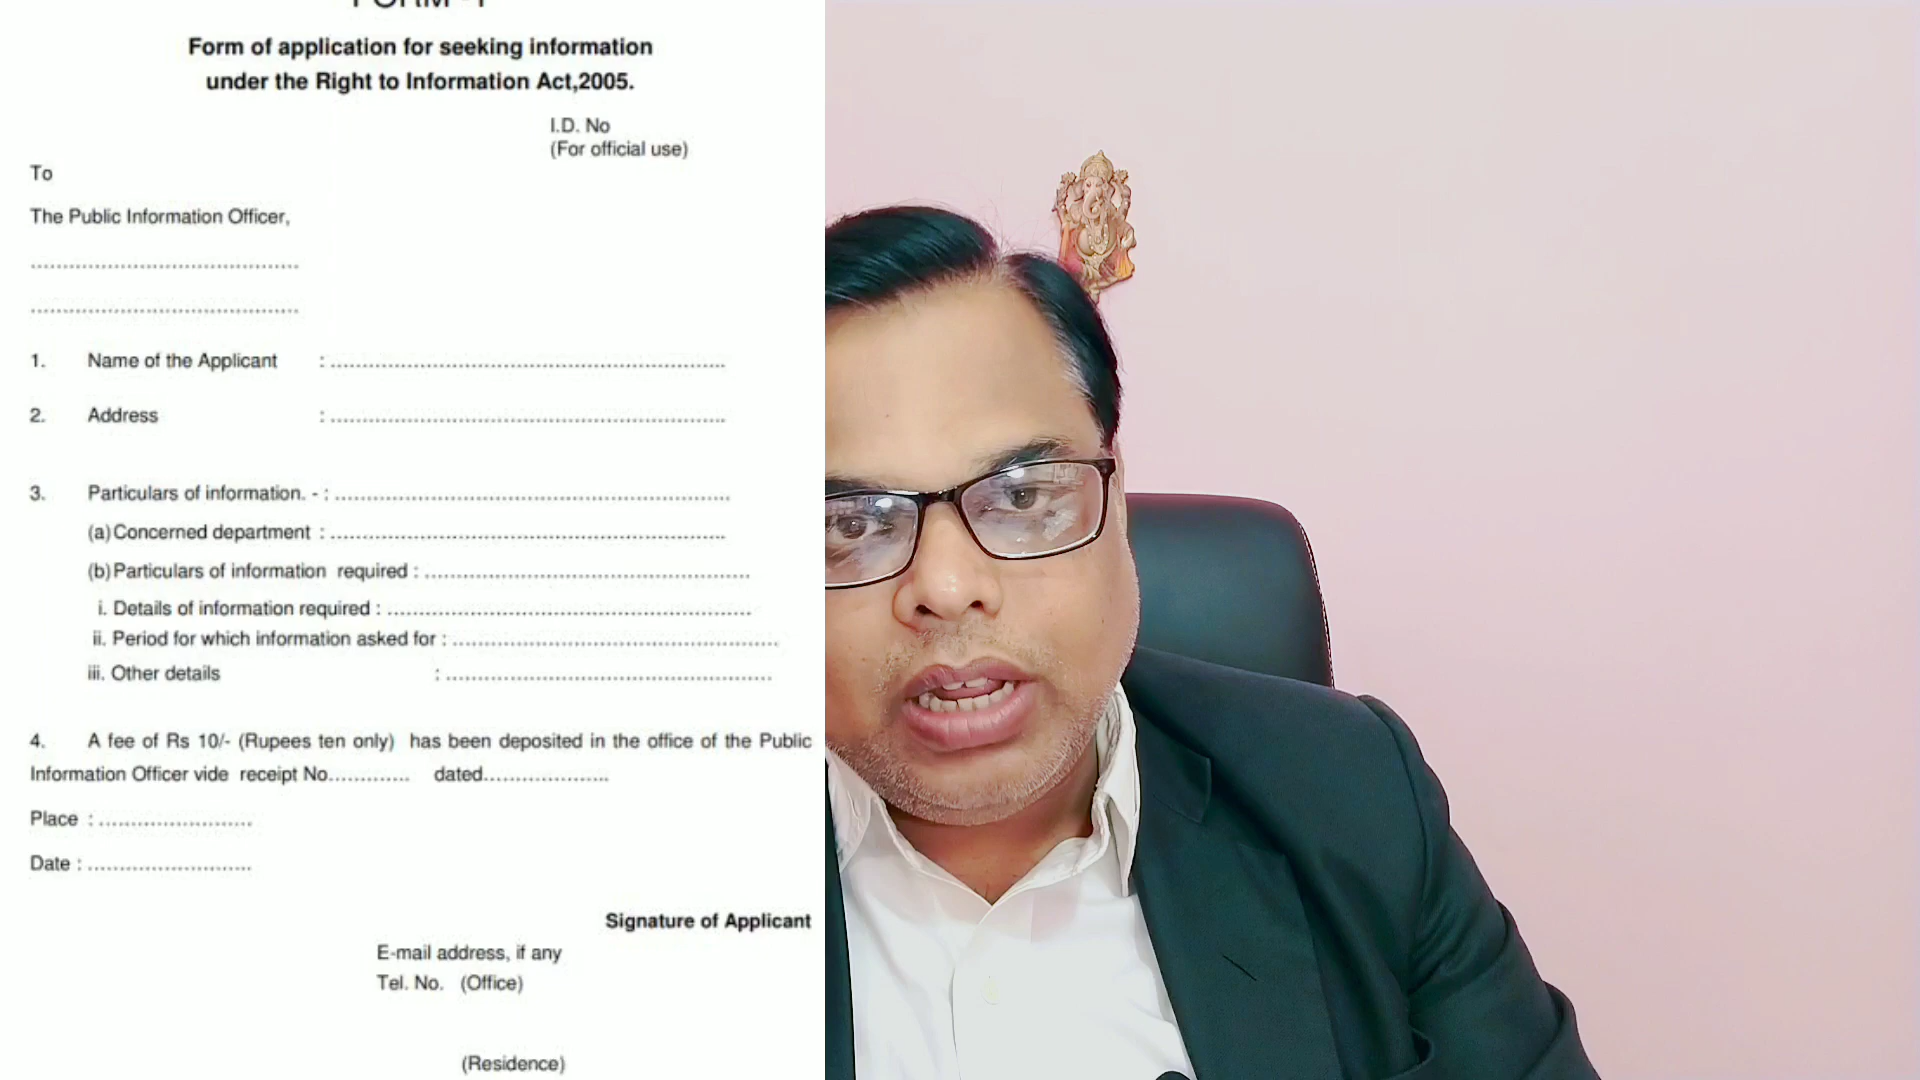 FORM -1
Form of application for seeking information
under the Right to Information Act,2005.
I.D. No
(For official use)
To
The Public Information Officer,
..........................................
..........................................
1. Name of the Applicant : ..............................................................
2. Address : ..............................................................
3. Particulars of information. - : ..............................................................
(a) Concerned department : ..............................................................
(b) Particulars of information required : ...................................................
i. Details of information required : .........................................................
ii. Period for which information asked for : ...................................................
iii. Other details : ...................................................
4. A fee of Rs 10/- (Rupees ten only) has been deposited in the office of the Public
Information Officer vide receipt No............. dated....................
Place : ........................
Date : .........................
Signature of Applicant
E-mail address, if any
Tel. No. (Office)
(Residence)